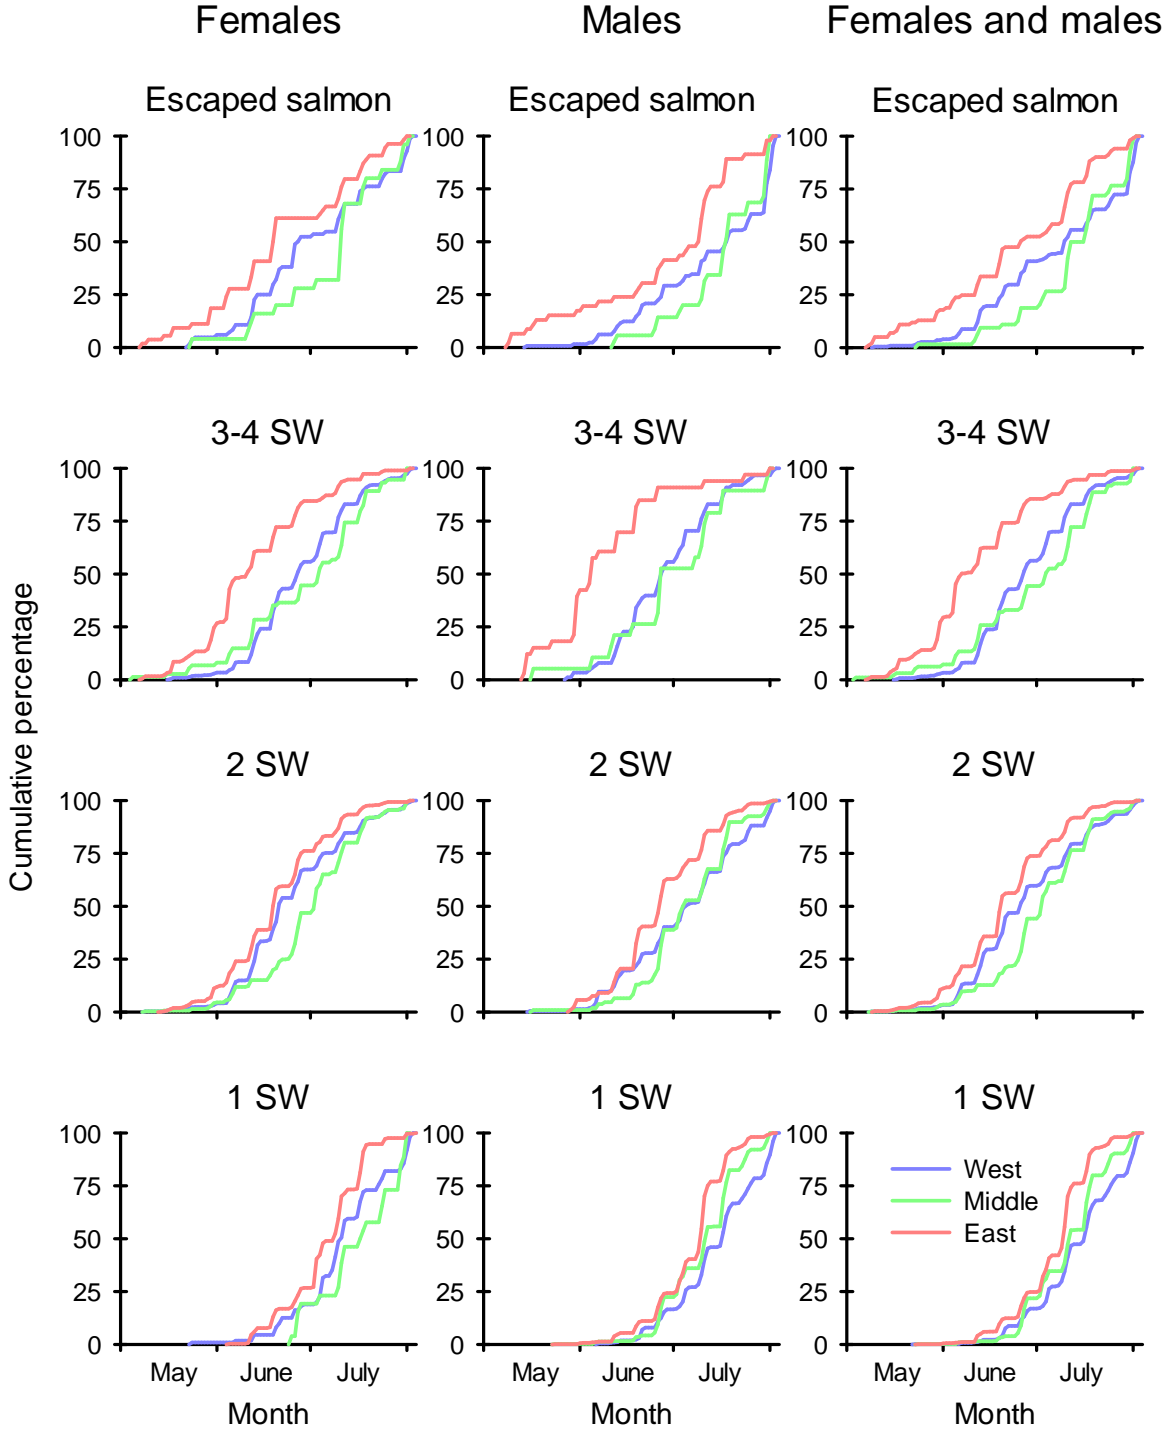 Females Males Females and males
Escaped salmon Escaped salmon Escaped salmon
100 100 100
75 75 75
50 50 50
25 25 25
0 0 0
3-4 SW 3-4 SW 3-4 SW
100 100 100
75 75 75
50 50 50
25 25 25
0 0 0
Cumulative percentage
2 SW 2 SW 2 SW
100 100 100
75 75 75
50 50 50
25 25 25
0 0 0
1 SW 1 SW 1 SW
100 100 100
75 75 75
50 50 50
25 25 25
0 0 0
West
Middle
East
May June July May June July May June July
Month Month Month